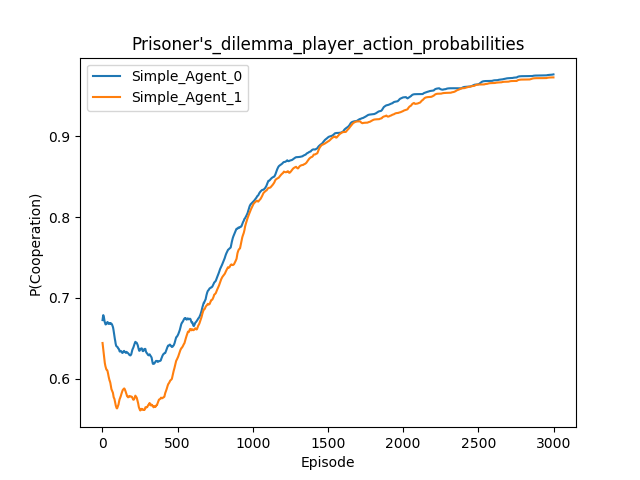 Prisoner's_dilemma_player_action_probabilities
Simple_Agent_0
Simple_Agent_1
P(Cooperation)
0.9
0.8
0.7
0.6
0 500 1000 1500 2000 2500 3000
Episode